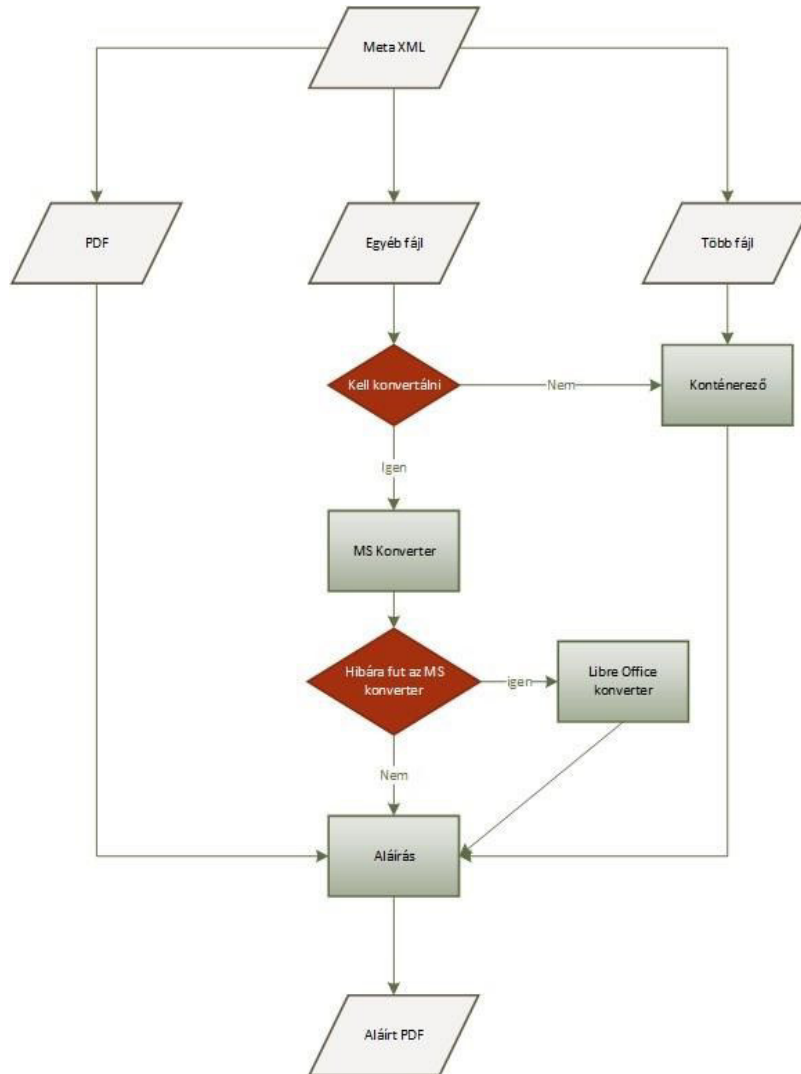 Meta XML
PDF
Egyéb fájl
Több fájl
Kell konvertálni
Nem
Konténerező
Igen
MS Konverter
Hibára fut az MS
konverter
igen
Libre Office
konverter
Nem
Aláírás
Aláírt PDF